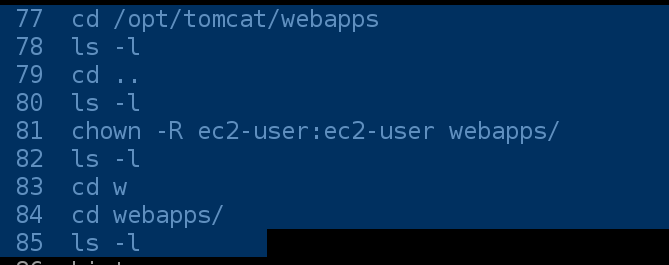 77 cd /opt/tomcat/webapps
78 ls -l
79 cd ..
80 ls -l
81 chown -R ec2-user:ec2-user webapps/
82 ls -l
83 cd w
84 cd webapps/
85 ls -l